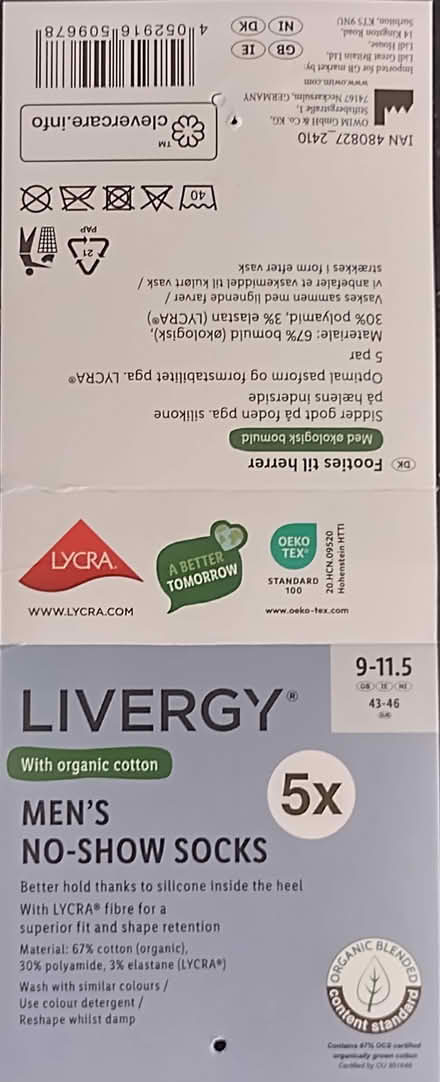 4 052916 509678
GB
IE
NI
DK
Imported for GB market by:
Lidl Great Britain Ltd,
Lidl House,
14 Kingston Road,
Surbiton, KT5 9NU
IAN 480827_2410
OWIM GmbH & Co. KG,
Stiftsbergstraße 1,
74167 Neckarsulm, GERMANY
www.owim.com
clevercare.info
TM
40
21
PAP
DK Footies til herrer
Med økologisk bomuld
Sidder godt på foden pga. silikone
på hælens inderside
Optimal pasform og formstabilitet pga. LYCRA®
5 par
Materiale: 67% bomuld (økologisk),
30% polyamid, 3% elastan (LYCRA®)
Vaskes sammen med lignende farver /
vi anbefaler et vaskemiddel til kulørt vask /
strækkes i form efter vask
LYCRA®
WWW.LYCRA.COM
A BETTER
TOMORROW
OEKO
TEX®
STANDARD
100
20.HCN.09520
Hohenstein HTTI
www.oeko-tex.com
LIVERGY®
9-11.5
GB IE NI
43-46
DK
With organic cotton
5x
MEN'S
NO-SHOW SOCKS
Better hold thanks to silicone inside the heel
With LYCRA® fibre for a
superior fit and shape retention
Material: 67% cotton (organic),
30% polyamide, 3% elastane (LYCRA®)
Wash with similar colours /
Use colour detergent /
Reshape whilst damp
ORGANIC BLENDED
content standard
Contains 67% OCS certified
organically grown cotton
Certified by CU